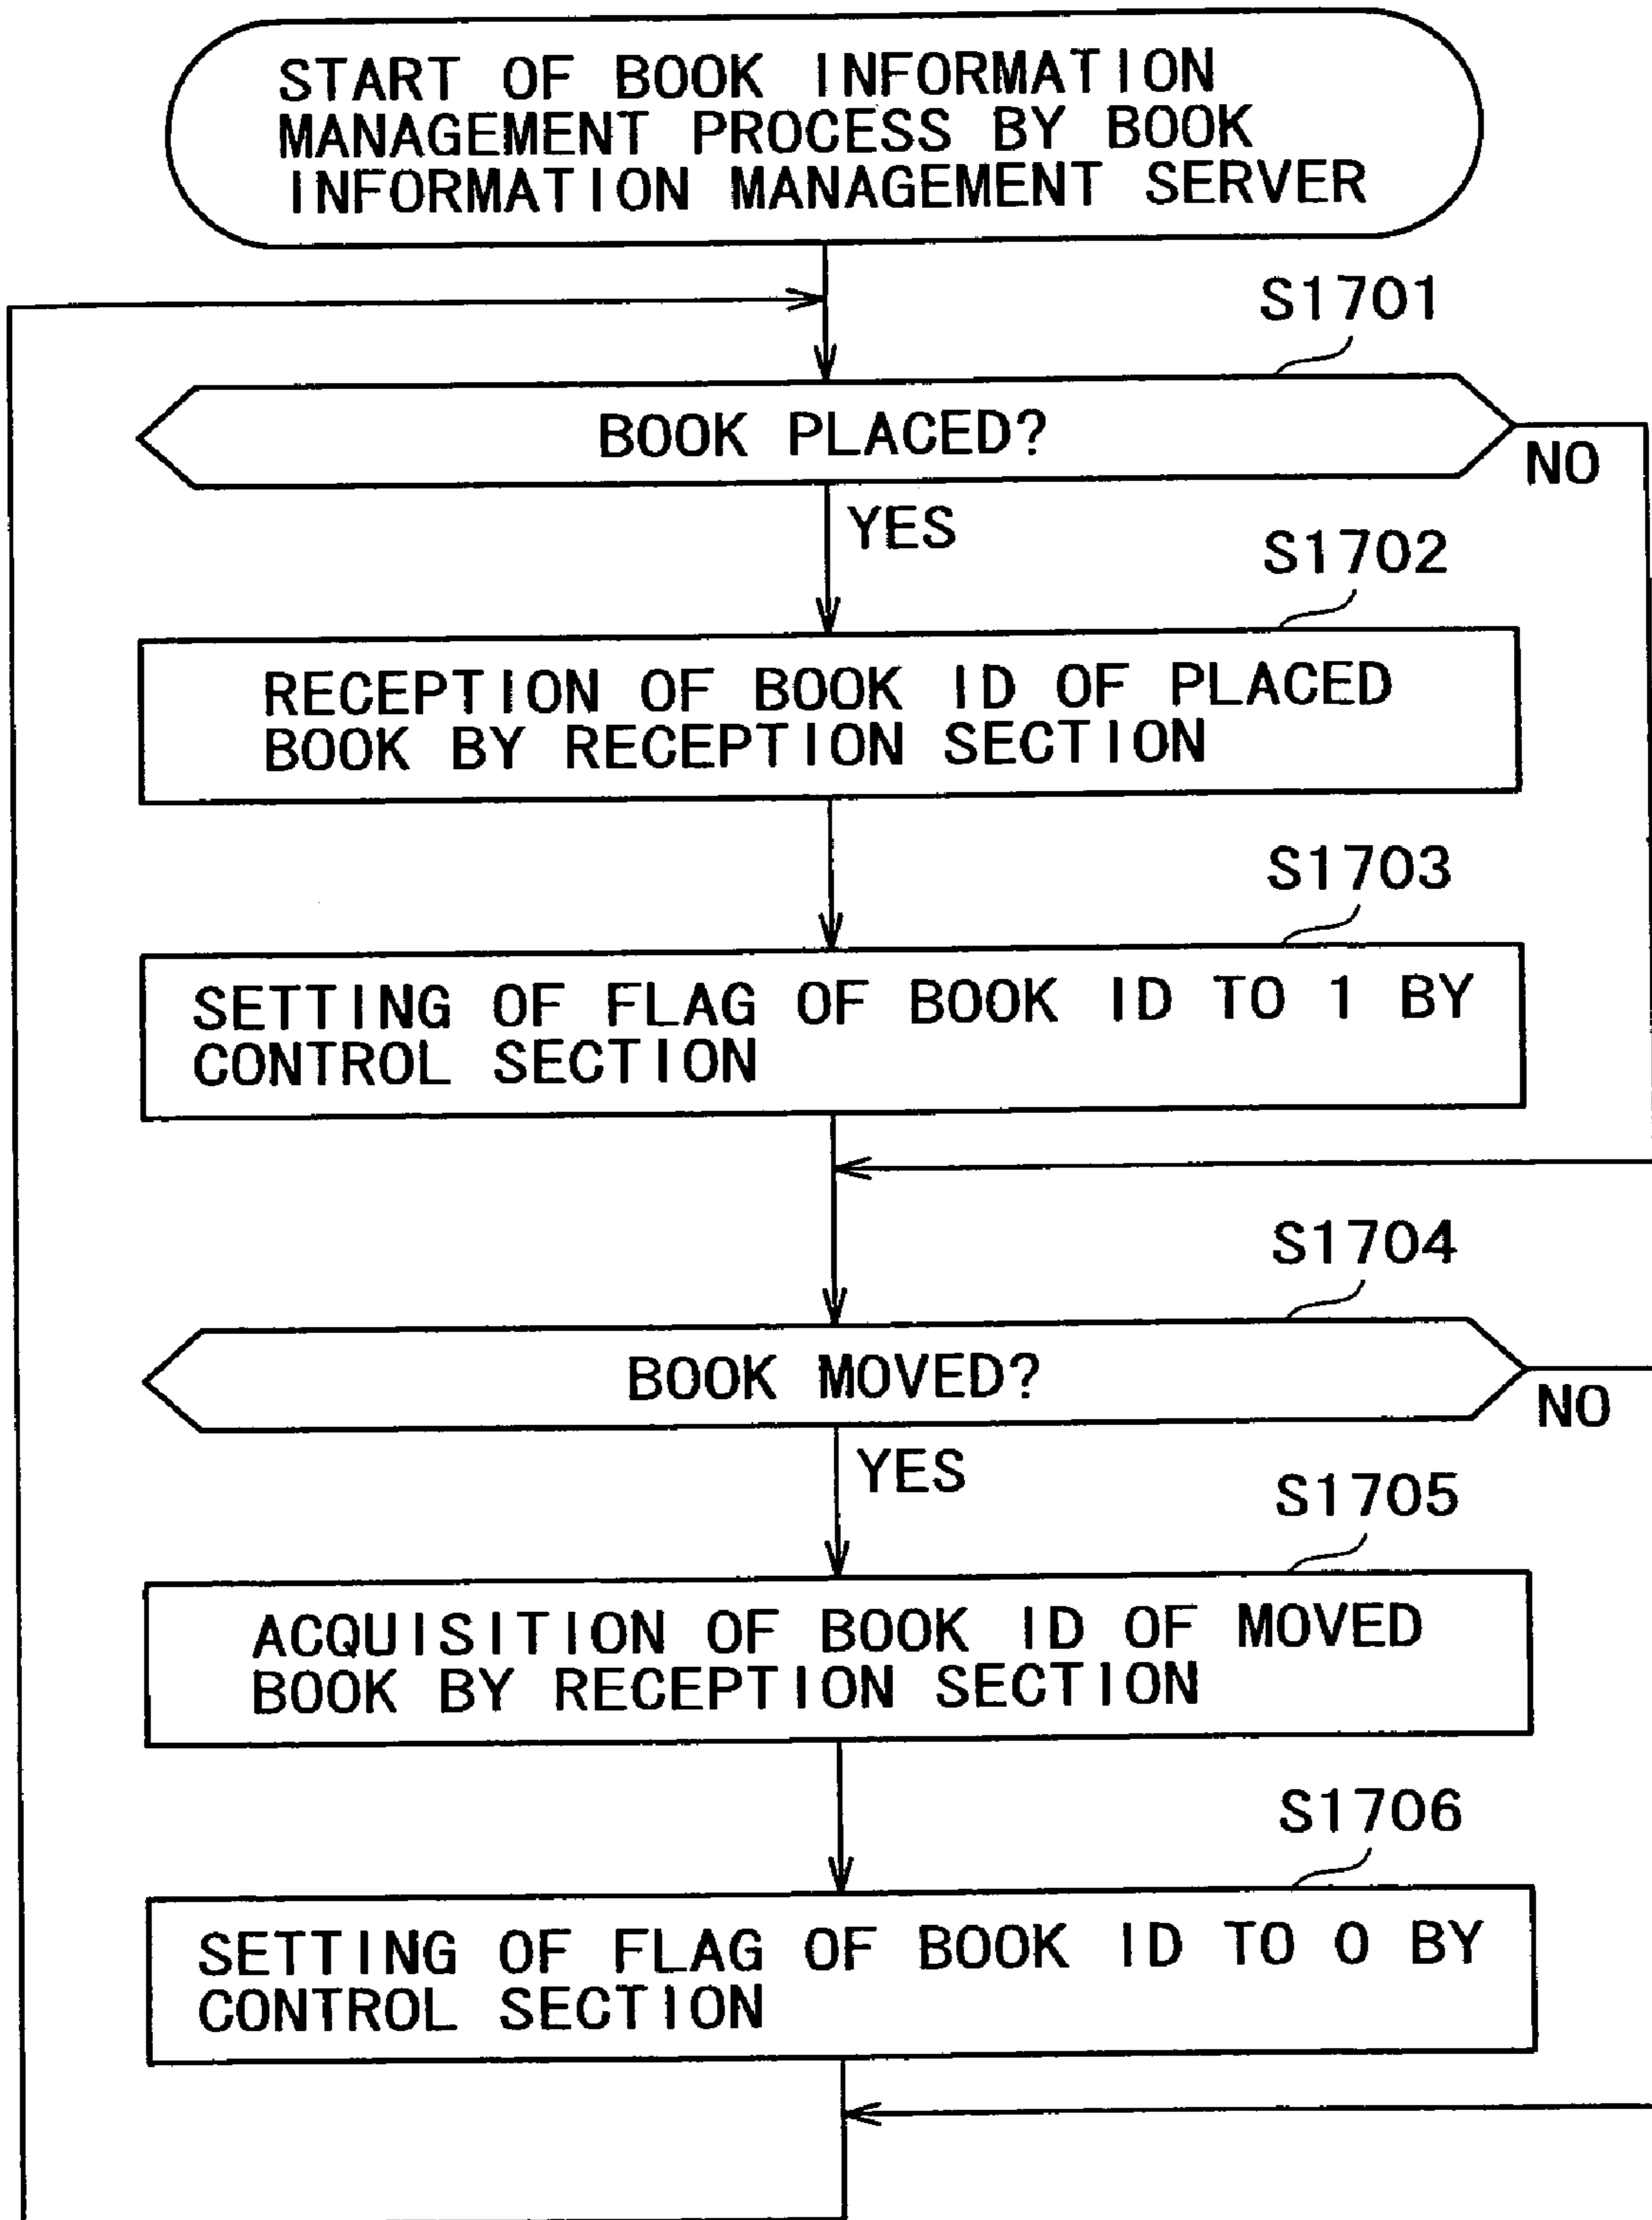 START OF BOOK INFORMATION
MANAGEMENT PROCESS BY BOOK
INFORMATION MANAGEMENT SERVER
S1701
BOOK PLACED?
NO
YES
S1702
RECEPTION OF BOOK ID OF PLACED
BOOK BY RECEPTION SECTION
S1703
SETTING OF FLAG OF BOOK ID TO 1 BY
CONTROL SECTION
S1704
BOOK MOVED?
NO
YES
S1705
ACQUISITION OF BOOK ID OF MOVED
BOOK BY RECEPTION SECTION
S1706
SETTING OF FLAG OF BOOK ID TO 0 BY
CONTROL SECTION